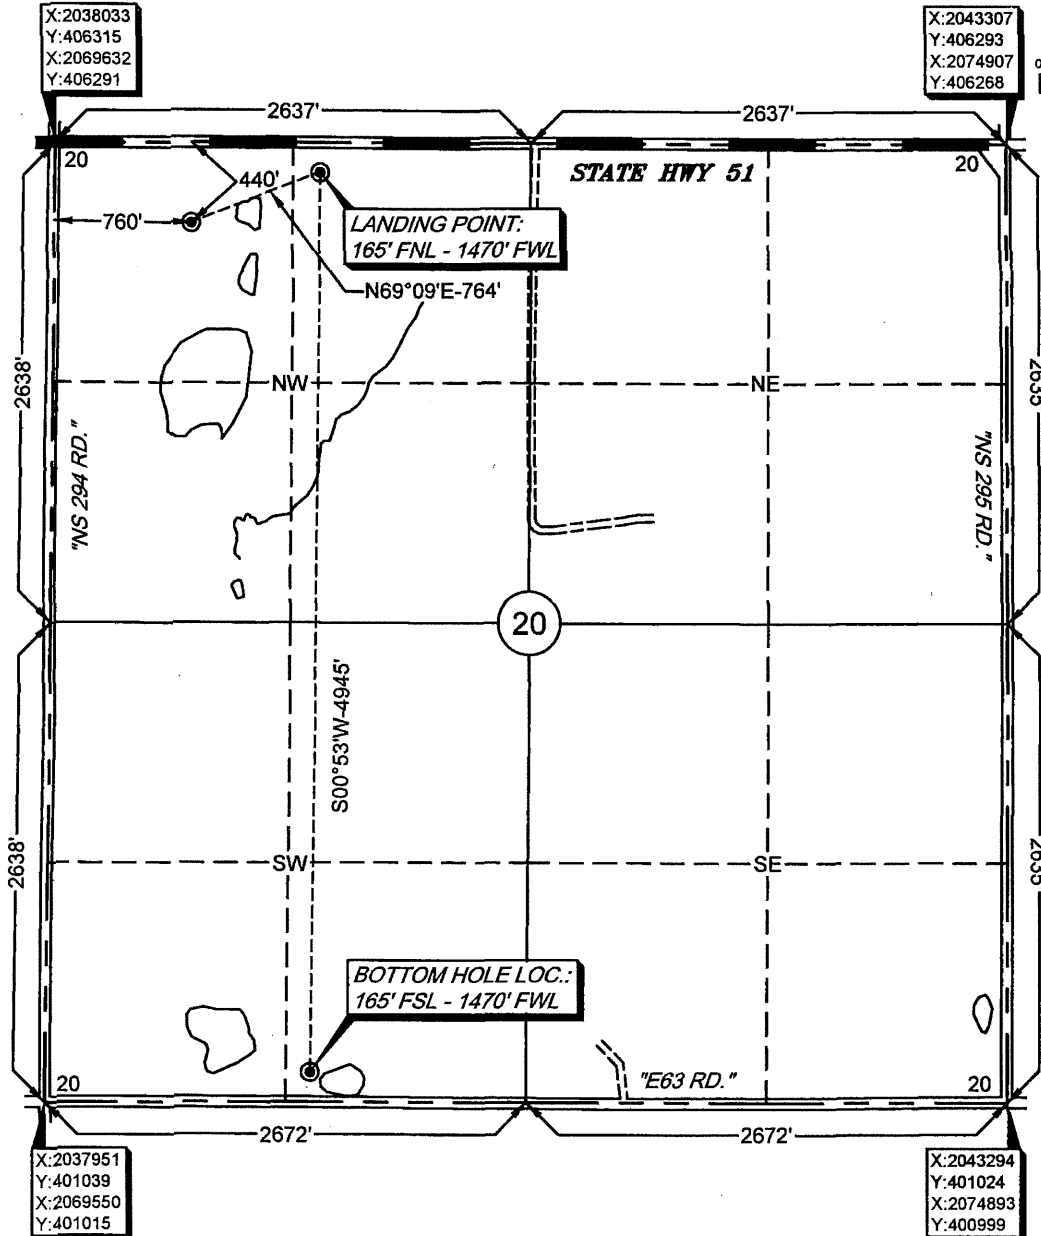 X:2038033
Y:406315
X:2069632
Y:406291
X:2043307
Y:406293
X:2074907
Y:406268
2637'
2637'
20
20
STATE HWY 51
440'
760'
LANDING POINT:
165' FNL - 1470' FWL
N69°09'E-764'
2638'
2635'
NW
NE
"NS 294 RD."
"NS 295 RD."
20
S00°53'W-4945'
2638'
2635'
SW
SE
BOTTOM HOLE LOC.:
165' FSL - 1470' FWL
20
"E63 RD."
20
2672'
2672'
X:2037951
Y:401039
X:2069550
Y:401015
X:2043294
Y:401024
X:2074893
Y:400999